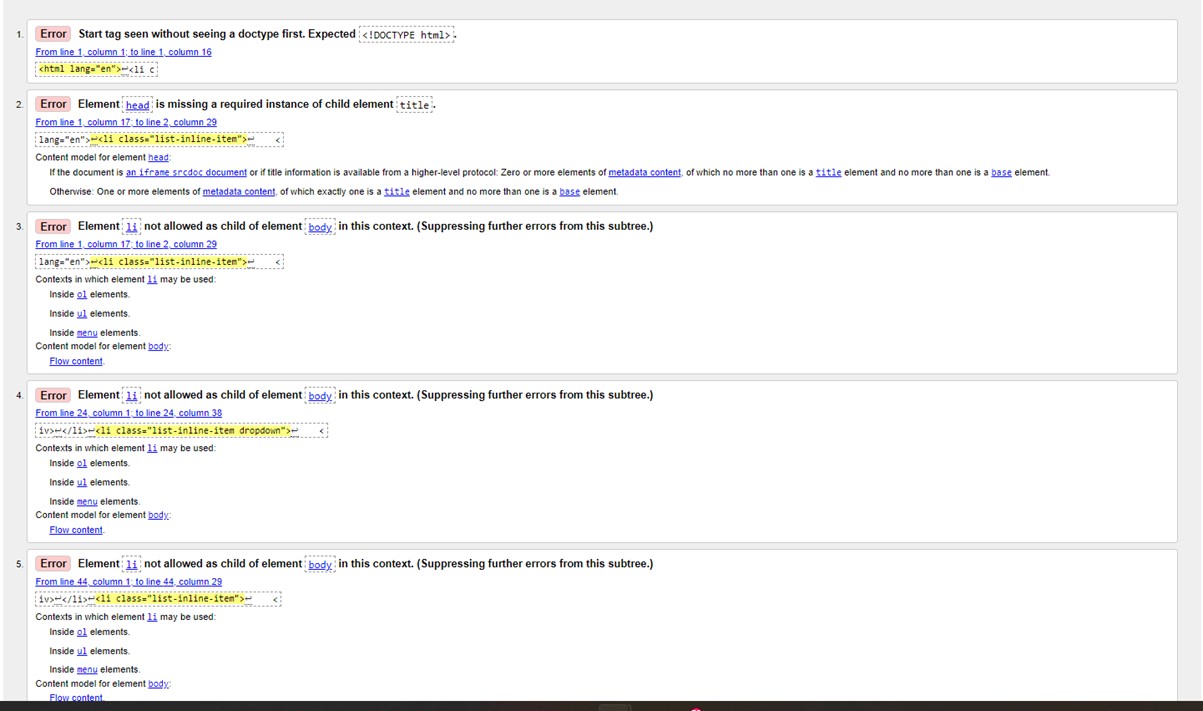 1. Error Start tag seen without seeing a doctype first. Expected <!DOCTYPE html>.
From line 1, column 1; to line 1, column 16
<html lang="en">↩<li c
2. Error Element head is missing a required instance of child element title.
From line 1, column 17; to line 2, column 29
lang="en">↩<li class="list-inline-item">↩ <
Content model for element head:
If the document is an iframe srcdoc document or if title information is available from a higher-level protocol: Zero or more elements of metadata content, of which no more than one is a title element and no more than one is a base element.
Otherwise: One or more elements of metadata content, of which exactly one is a title element and no more than one is a base element.
3. Error Element li not allowed as child of element body in this context. (Suppressing further errors from this subtree.)
From line 1, column 17; to line 2, column 29
lang="en">↩<li class="list-inline-item">↩ <
Contexts in which element li may be used:
Inside ol elements.
Inside ul elements.
Inside menu elements.
Content model for element body:
Flow content.
4. Error Element li not allowed as child of element body in this context. (Suppressing further errors from this subtree.)
From line 24, column 1; to line 24, column 38
iv>↩</li>↩<li class="list-inline-item dropdown">↩ <
Contexts in which element li may be used:
Inside ol elements.
Inside ul elements.
Inside menu elements.
Content model for element body:
Flow content.
5. Error Element li not allowed as child of element body in this context. (Suppressing further errors from this subtree.)
From line 44, column 1; to line 44, column 29
iv>↩</li>↩<li class="list-inline-item">↩ <
Contexts in which element li may be used:
Inside ol elements.
Inside ul elements.
Inside menu elements.
Content model for element body:
Flow content.